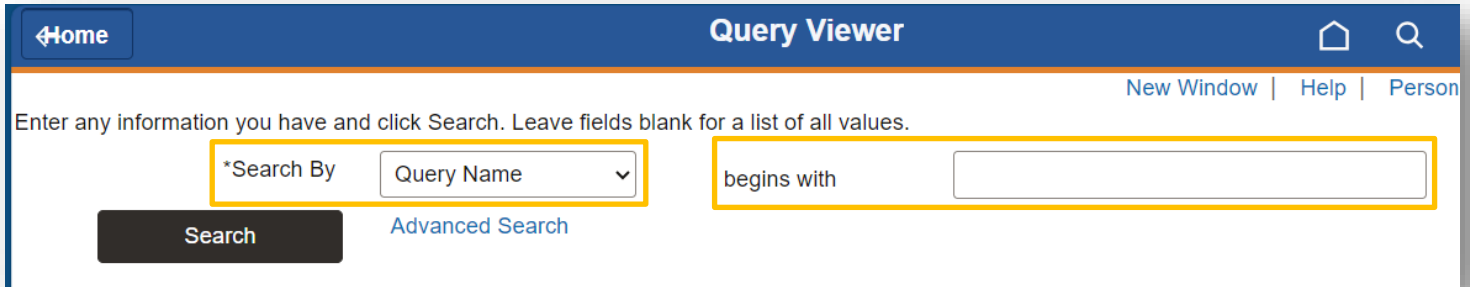 Home Query Viewer
New Window | Help | Person
Enter any information you have and click Search. Leave fields blank for a list of all values.
*Search By Query Name begins with
Search Advanced Search